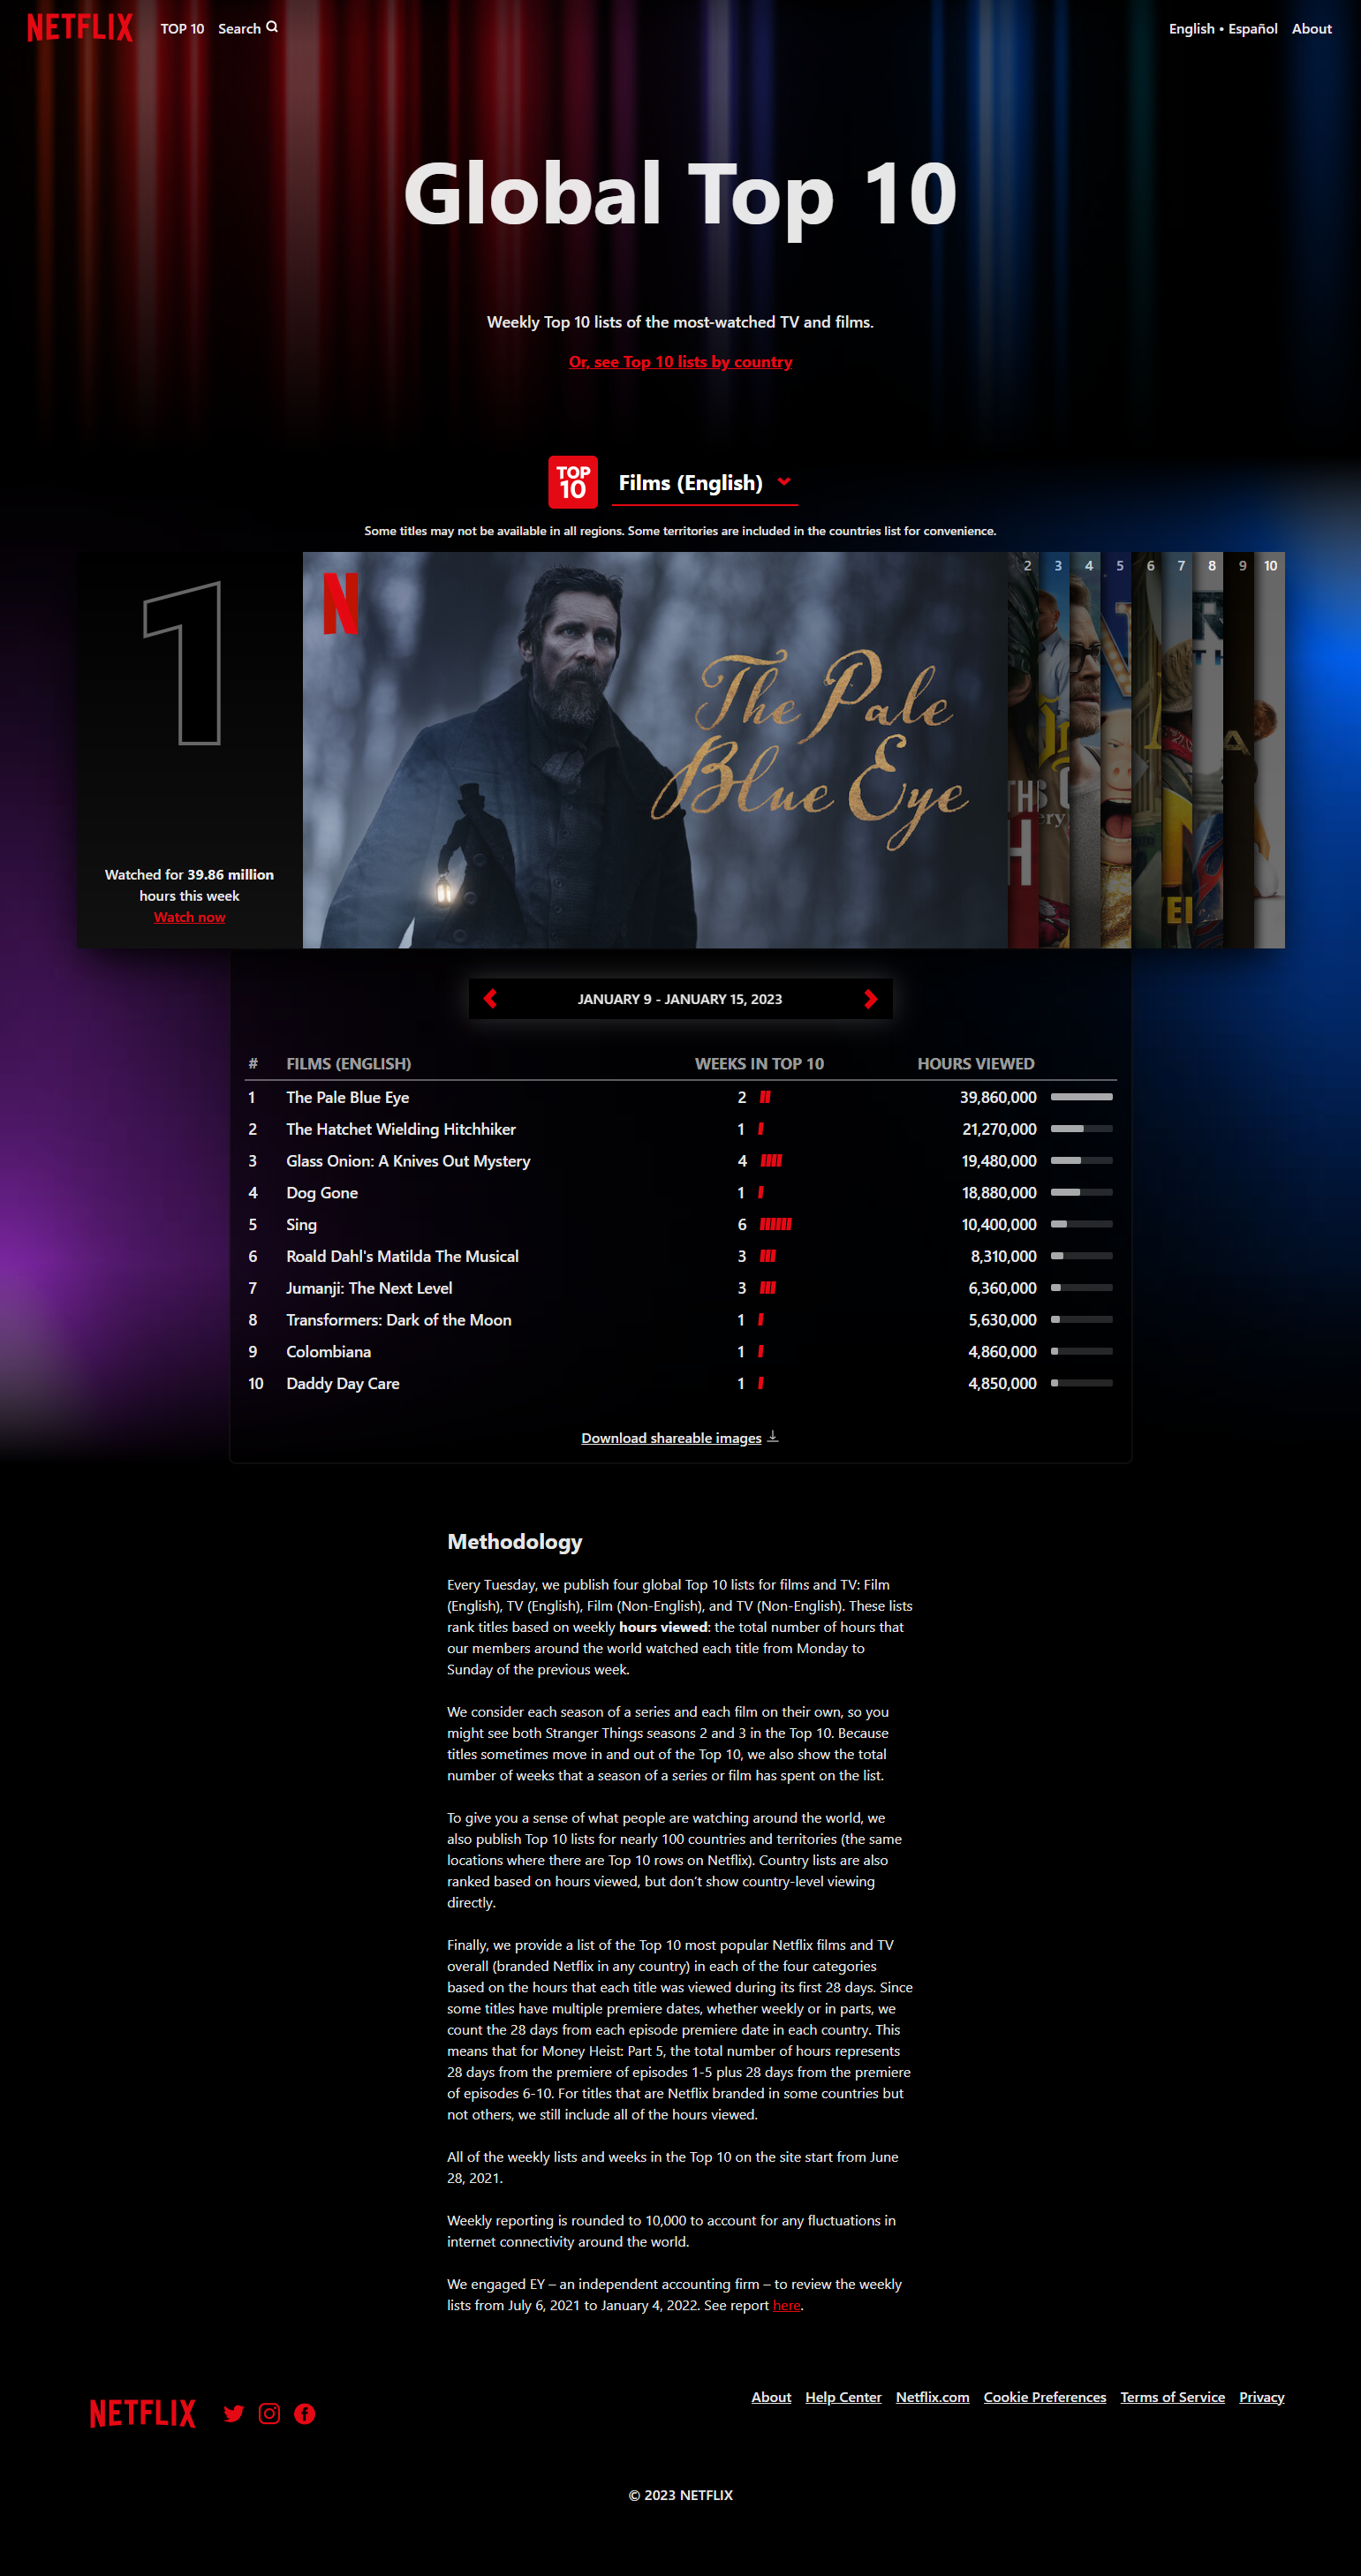 NETFLIX TOP 10 Search English • Español About
Global Top 10
Weekly Top 10 lists of the most-watched TV and films.
Or, see Top 10 lists by country
TOP
10
Films (English)
Some titles may not be available in all regions. Some territories are included in the countries list for convenience.
1
N
The Pale
Blue Eye
2 3 4 5 6 7 8 9 10
Watched for 39.86 million
hours this week
Watch now
JANUARY 9 - JANUARY 15, 2023
# FILMS (ENGLISH) WEEKS IN TOP 10 HOURS VIEWED
1 The Pale Blue Eye 2 39,860,000
2 The Hatchet Wielding Hitchhiker 1 21,270,000
3 Glass Onion: A Knives Out Mystery 4 19,480,000
4 Dog Gone 1 18,880,000
5 Sing 6 10,400,000
6 Roald Dahl's Matilda The Musical 3 8,310,000
7 Jumanji: The Next Level 3 6,360,000
8 Transformers: Dark of the Moon 1 5,630,000
9 Colombiana 1 4,860,000
10 Daddy Day Care 1 4,850,000
Download shareable images
Methodology
Every Tuesday, we publish four global Top 10 lists for films and TV: Film
(English), TV (English), Film (Non-English), and TV (Non-English). These lists
rank titles based on weekly hours viewed: the total number of hours that
our members around the world watched each title from Monday to
Sunday of the previous week.
We consider each season of a series and each film on their own, so you
might see both Stranger Things seasons 2 and 3 in the Top 10. Because
titles sometimes move in and out of the Top 10, we also show the total
number of weeks that a season of a series or film has spent on the list.
To give you a sense of what people are watching around the world, we
also publish Top 10 lists for nearly 100 countries and territories (the same
locations where there are Top 10 rows on Netflix). Country lists are also
ranked based on hours viewed, but don't show country-level viewing
directly.
Finally, we provide a list of the Top 10 most popular Netflix films and TV
overall (branded Netflix in any country) in each of the four categories
based on the hours that each title was viewed during its first 28 days. Since
some titles have multiple premiere dates, whether weekly or in parts, we
count the 28 days from each episode premiere date in each country. This
means that for Money Heist: Part 5, the total number of hours represents
28 days from the premiere of episodes 1-5 plus 28 days from the premiere
of episodes 6-10. For titles that are Netflix branded in some countries but
not others, we still include all of the hours viewed.
All of the weekly lists and weeks in the Top 10 on the site start from June
28, 2021.
Weekly reporting is rounded to 10,000 to account for any fluctuations in
internet connectivity around the world.
We engaged EY – an independent accounting firm – to review the weekly
lists from July 6, 2021 to January 4, 2022. See report here.
NETFLIX
About Help Center Netflix.com Cookie Preferences Terms of Service Privacy
© 2023 NETFLIX